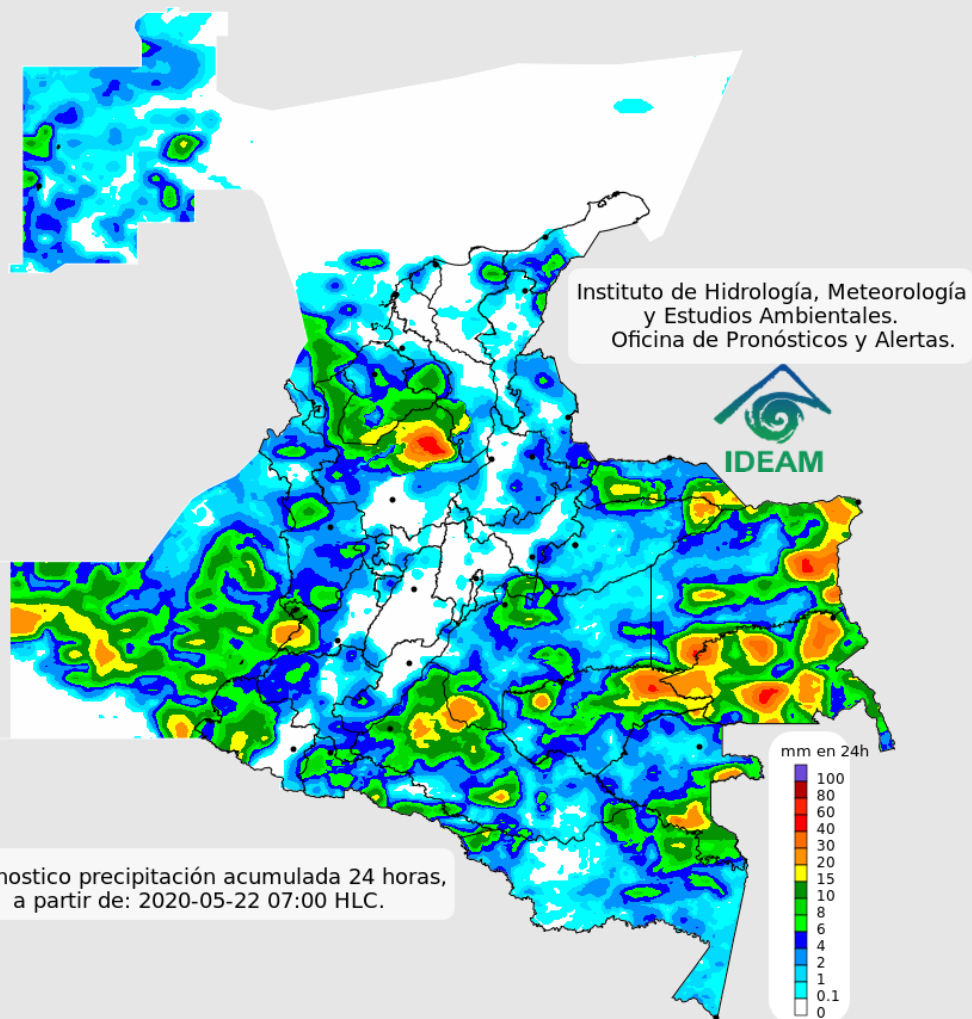 Instituto de Hidrología, Meteorología
y Estudios Ambientales.
Oficina de Pronósticos y Alertas.
IDEAM
mm en 24h
100
80
60
40
30
20
15
10
8
6
4
2
1
0.1
0
nostico precipitación acumulada 24 horas,
a partir de: 2020-05-22 07:00 HLC.